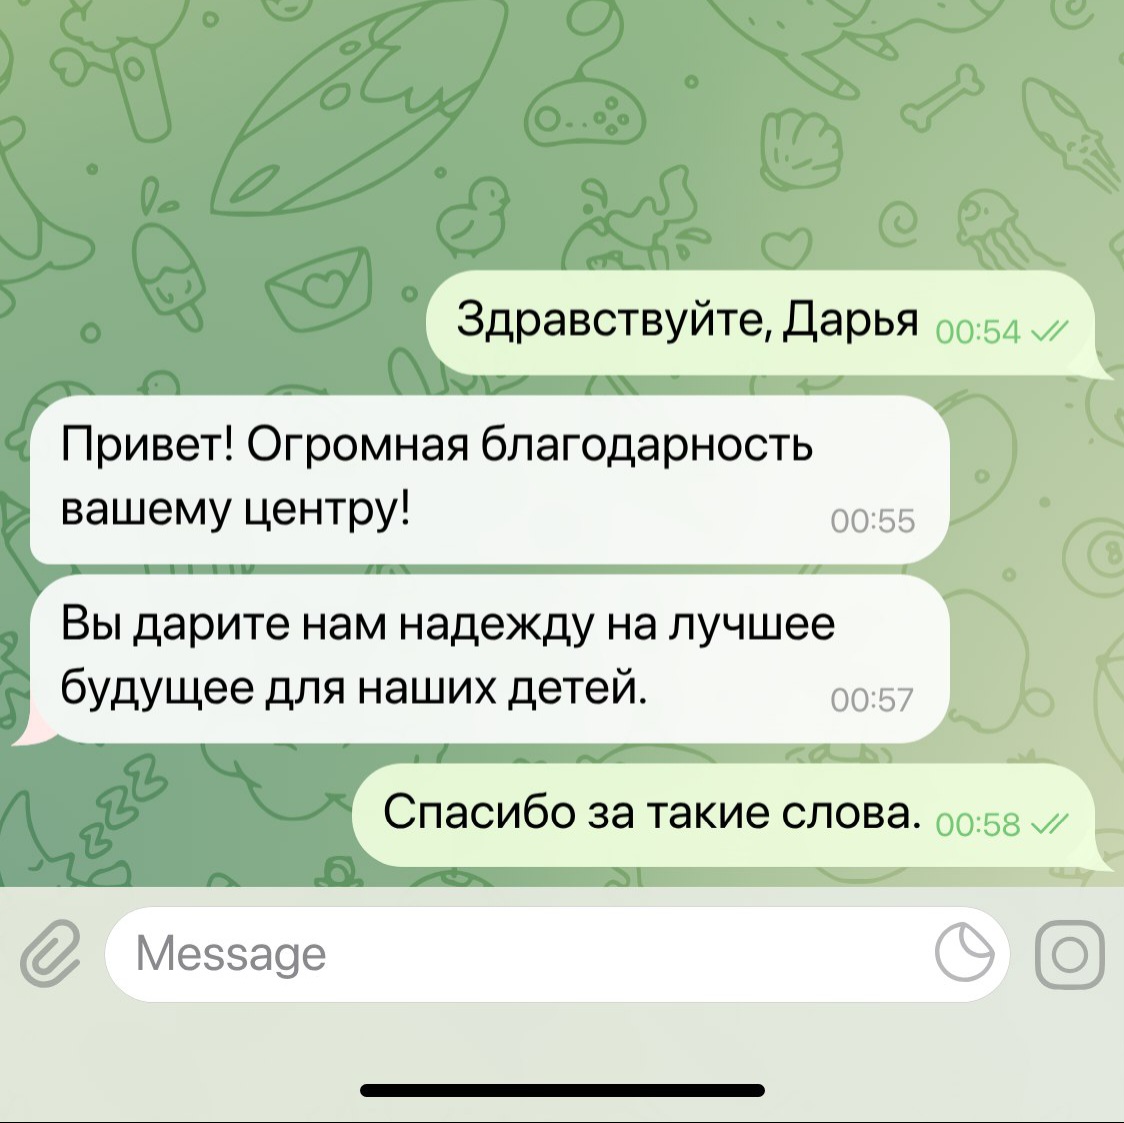 Здравствуйте, Дарья 00:54
Привет! Огромная благодарность
вашему центру!
00:55
Вы дарите нам надежду на лучшее
будущее для наших детей.
00:57
Спасибо за такие слова. 00:58
Message